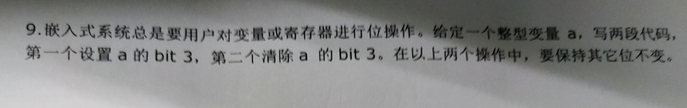 9.嵌入式系统总是要用户对变量或寄存器进行位操作。给定一个整型变量 a，写两段代码，
第一个设置 a 的 bit 3，第二个清除 a 的 bit 3。在以上两个操作中，要保持其它位不变。